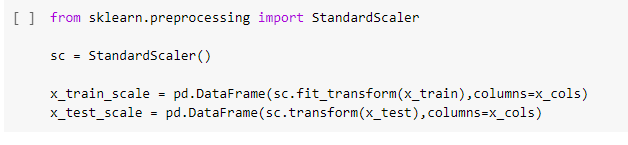 [ ] from sklearn.preprocessing import StandardScaler
sc = StandardScaler()
x_train_scale = pd.DataFrame(sc.fit_transform(x_train),columns=x_cols)
x_test_scale = pd.DataFrame(sc.transform(x_test),columns=x_cols)